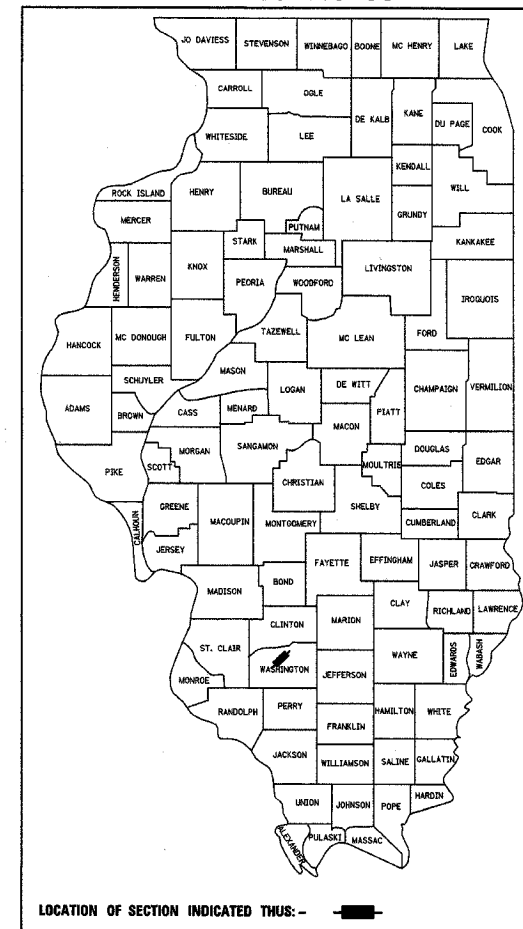 JO DAVIESS STEVENSON WINNEBAGO BOONE MC HENRY LAKE
CARROLL OGLE DE KALB KANE DU PAGE COOK
WHITESIDE LEE
KENDALL WILL
ROCK ISLAND HENRY BUREAU LA SALLE GRUNDY
MERCER PUTNAM KANKAKEE
HENDERSON WARREN KNOX STARK MARSHALL LIVINGSTON
PEORIA WOODFORD IROQUOIS
HANCOCK MC DONOUGH FULTON TAZEWELL MC LEAN FORD
MASON
SCHUYLER LOGAN DE WITT CHAMPAIGN VERMILION
ADAMS BROWN CASS MENARD MACON PIATT
MORGAN SANGAMON DOUGLAS EDGAR
PIKE SCOTT CHRISTIAN MOULTRIE COLES
GREENE SHELBY
CALHOUN MACOUPIN MONTGOMERY CUMBERLAND CLARK
JERSEY FAYETTE EFFINGHAM JASPER CRAWFORD
MADISON BOND
CLAY RICHLAND LAWRENCE
CLINTON MARION
ST. CLAIR WAYNE EDWARDS WABASH
WASHINGTON JEFFERSON
MONROE
RANDOLPH PERRY HAMILTON WHITE
FRANKLIN
JACKSON WILLIAMSON SALINE GALLATIN
HARDIN
UNION JOHNSON POPE
ALEXANDER PULASKI MASSAC
LOCATION OF SECTION INDICATED THUS: -